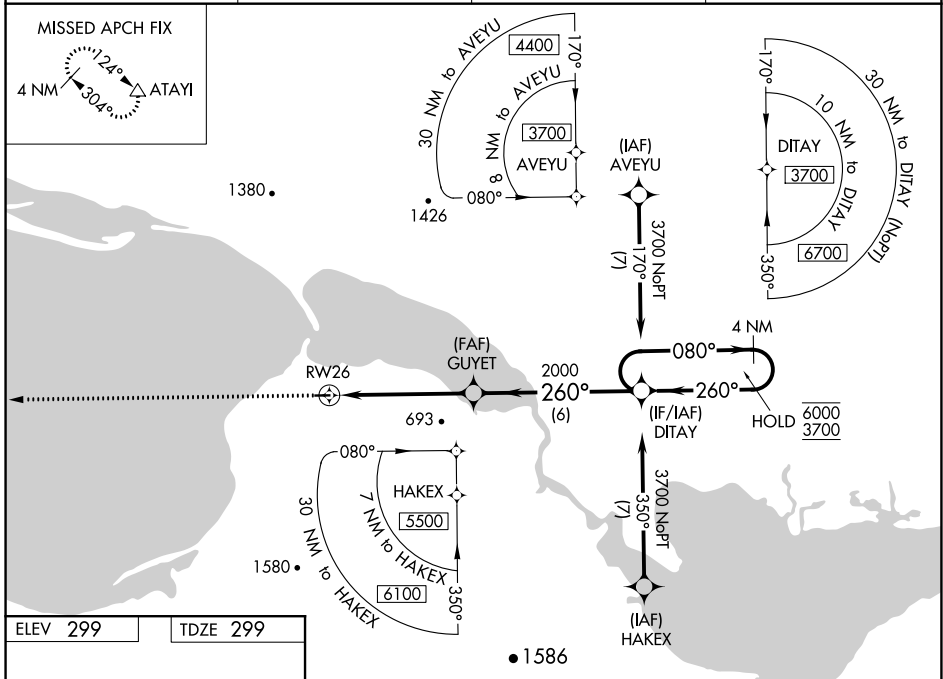 MISSED APCH FIX
4 NM
124°
304°
ATAYI
30 NM to AVEYU
4400
170°
8 NM to AVEYU
3700
AVEYU
080°
1380
1426
(IAF)
AVEYU
3700 NoPT
170°
(7)
170°
30 NM to DITAY (NoPT)
10 NM to DITAY
DITAY
3700
6700
350°
4 NM
080°
260°
HOLD
6000
3700
(IF/IAF)
DITAY
2000
260°
(6)
(FAF)
GUYET
RW26
693
080°
HAKEX
5500
7 NM to HAKEX
30 NM to HAKEX
6100
350°
1580
3700 NoPT
350°
(7)
(IAF)
HAKEX
1586
ELEV 299
TDZE 299